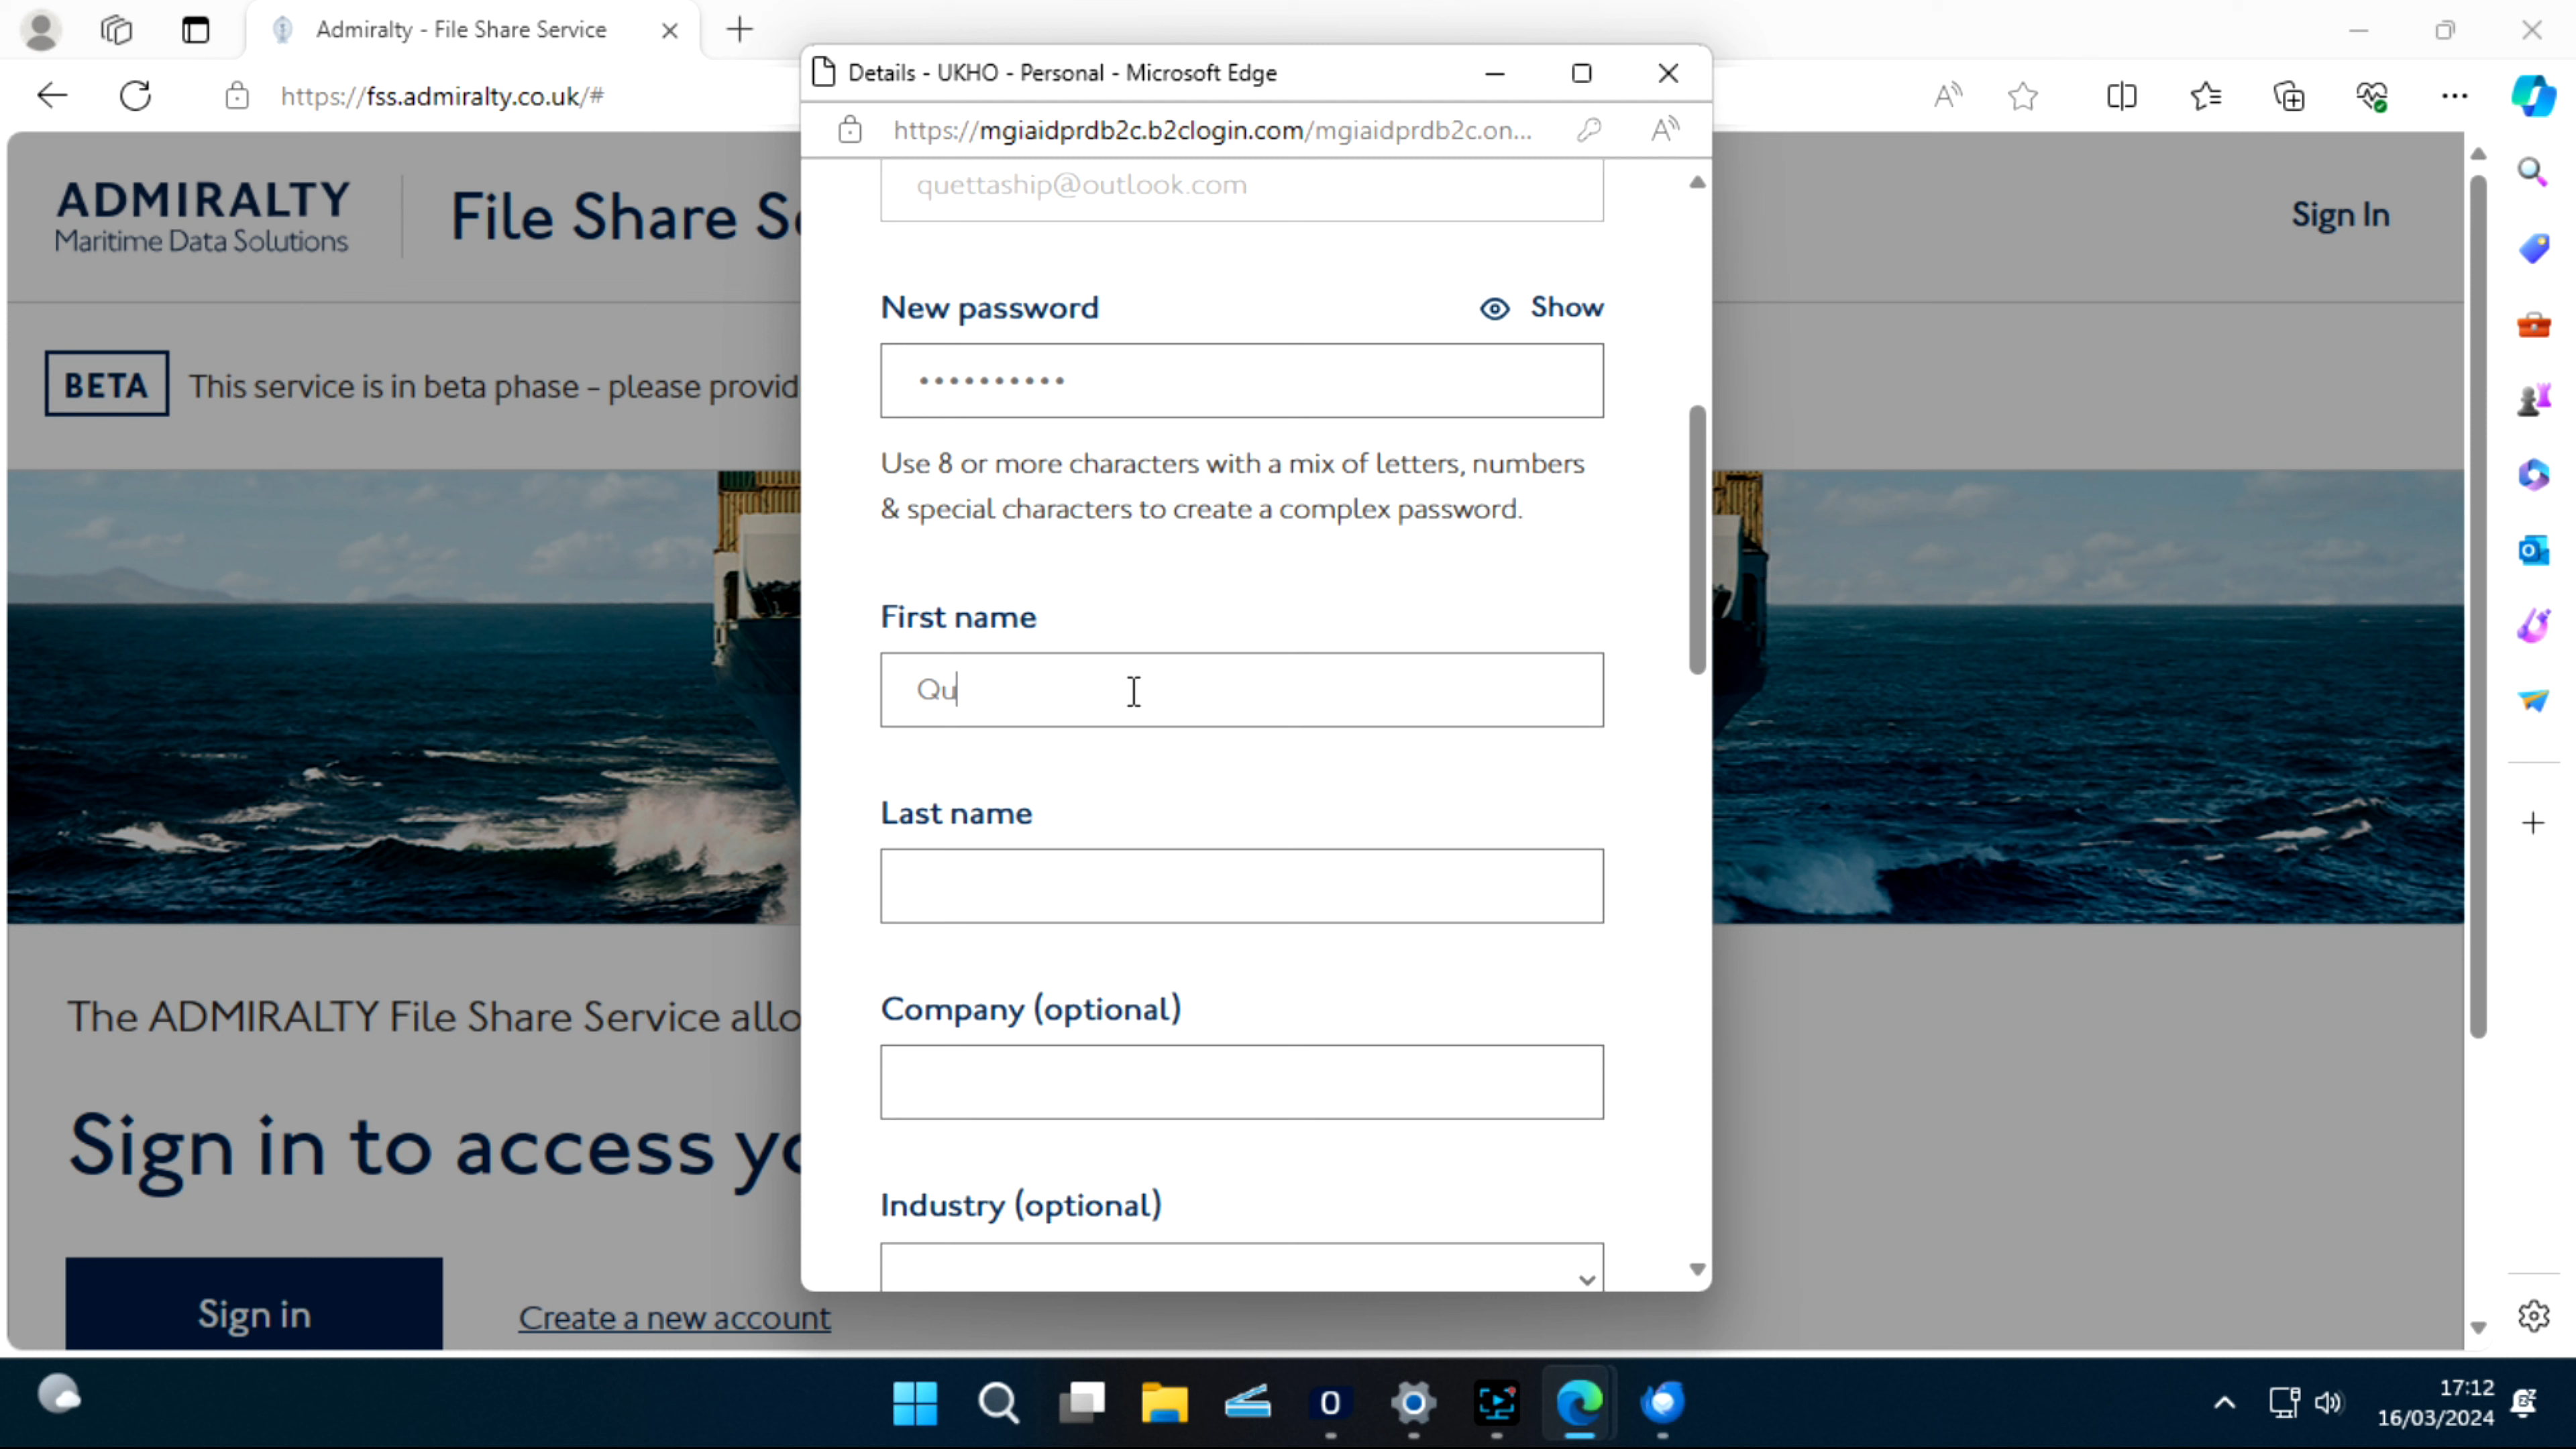 Admiralty - File Share Service
https://fss.admiralty.co.uk/#
ADMIRALTY
Maritime Data Solutions
File Share Se
Sign In
BETA
This service is in beta phase - please provid
The ADMIRALTY File Share Service allo
Sign in to access yo
Sign in
Create a new account
Details - UKHO - Personal - Microsoft Edge
https://mgiaidprdb2c.b2clogin.com/mgiaidprdb2c.on...
quettaship@outlook.com
New password
Show
••••••••••
Use 8 or more characters with a mix of letters, numbers
& special characters to create a complex password.
First name
Qu
Last name
Company (optional)
Industry (optional)
17:12
16/03/2024